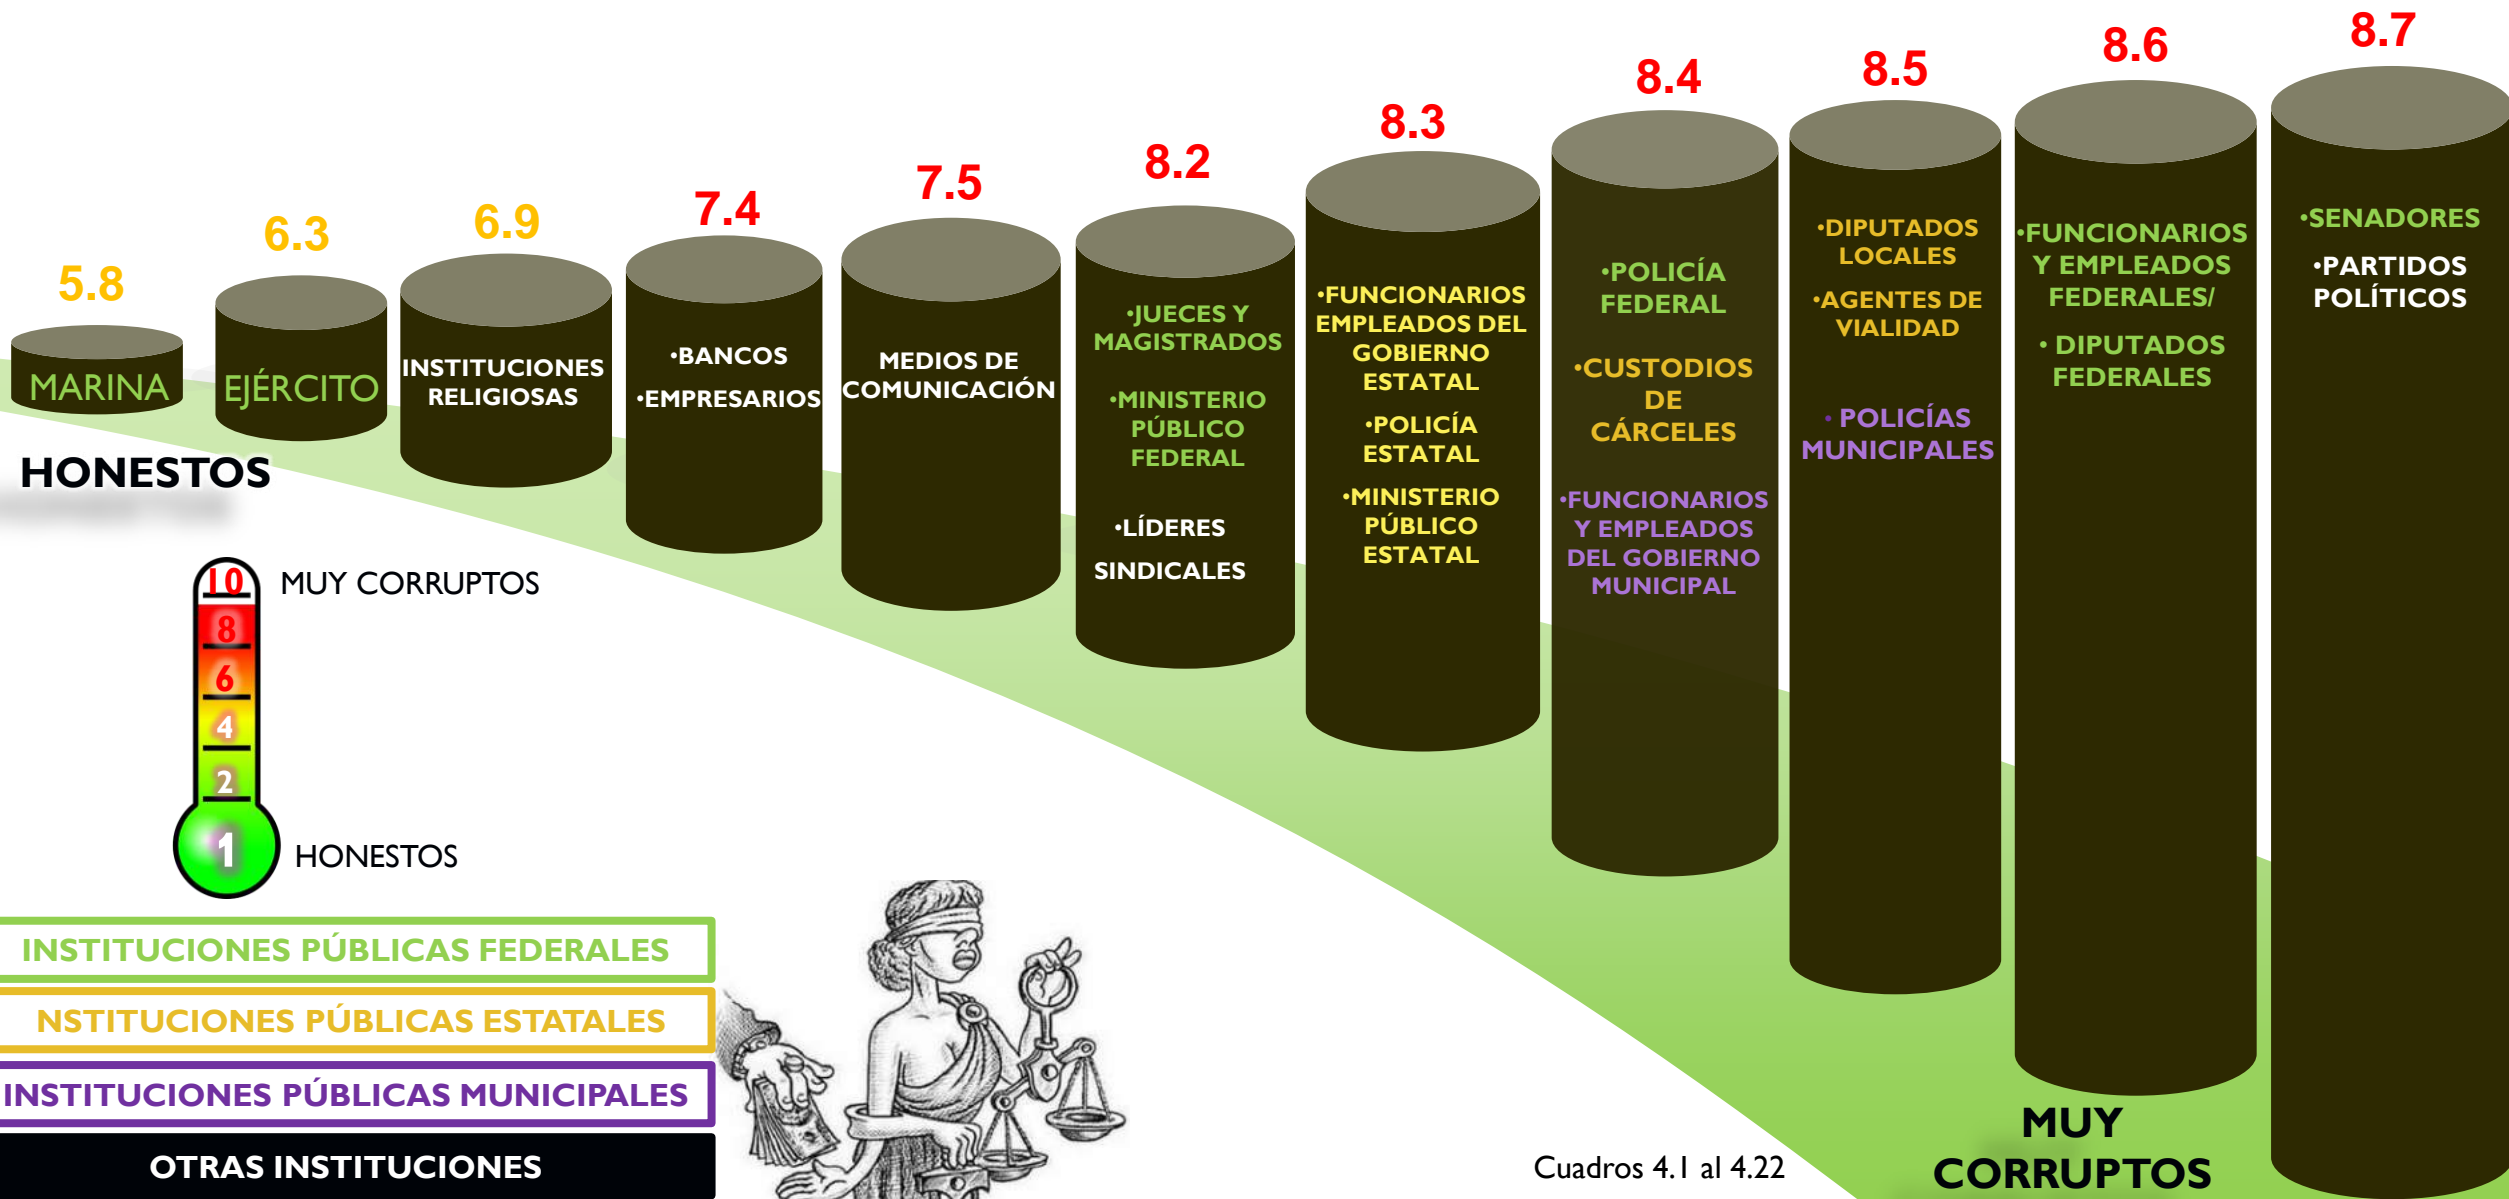 5.8
MARINA
6.3
EJÉRCITO
6.9
INSTITUCIONES
RELIGIOSAS
7.4
•BANCOS
•EMPRESARIOS
7.5
MEDIOS DE
COMUNICACIÓN
8.2
•JUECES Y
MAGISTRADOS
•MINISTERIO
PÚBLICO
FEDERAL
•LÍDERES
SINDICALES
8.3
•FUNCIONARIOS
EMPLEADOS DEL
GOBIERNO
ESTATAL
•POLICÍA
ESTATAL
•MINISTERIO
PÚBLICO
ESTATAL
8.4
•POLICÍA
FEDERAL
•CUSTODIOS
DE
CÁRCELES
•FUNCIONARIOS
Y EMPLEADOS
DEL GOBIERNO
MUNICIPAL
8.5
•DIPUTADOS
LOCALES
•AGENTES DE
VIALIDAD
• POLICÍAS
MUNICIPALES
8.6
•FUNCIONARIOS
Y EMPLEADOS
FEDERALES/
• DIPUTADOS
FEDERALES
8.7
•SENADORES
•PARTIDOS
POLÍTICOS
HONESTOS
10
MUY CORRUPTOS
8
6
4
2
1
HONESTOS
INSTITUCIONES PÚBLICAS FEDERALES
NSTITUCIONES PÚBLICAS ESTATALES
INSTITUCIONES PÚBLICAS MUNICIPALES
OTRAS INSTITUCIONES
Cuadros 4.1 al 4.22
MUY
CORRUPTOS